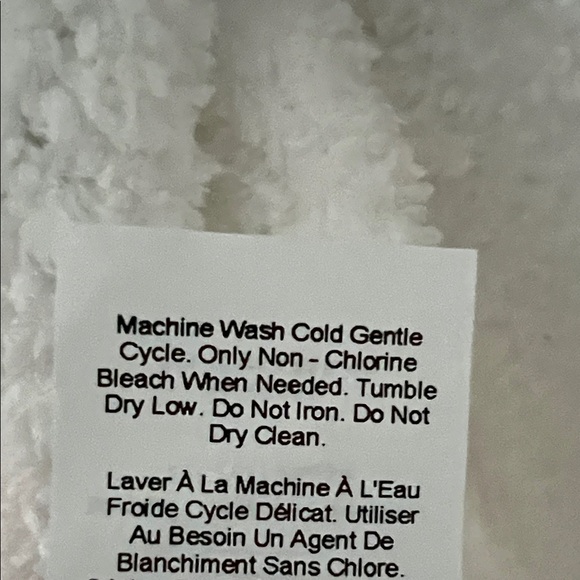 Machine Wash Cold Gentle
Cycle. Only Non - Chlorine
Bleach When Needed. Tumble
Dry Low. Do Not Iron. Do Not
Dry Clean.
Laver À La Machine À L'Eau
Froide Cycle Délicat. Utiliser
Au Besoin Un Agent De
Blanchiment Sans Chlore.